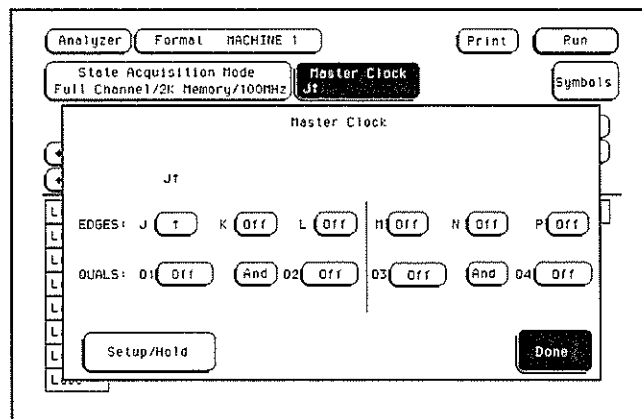 Analyzer Format MACHINE 1 Print Run
State Acquisition Mode
Full Channel/2K Memory/100MHz
Master Clock
J↑
Symbols
Master Clock
J↑
EDGES: J ↑ K Off L Off M Off N Off P Off
QUALS: Q1 Off And Q2 Off Q3 Off And Q4 Off
Setup/Hold
Done